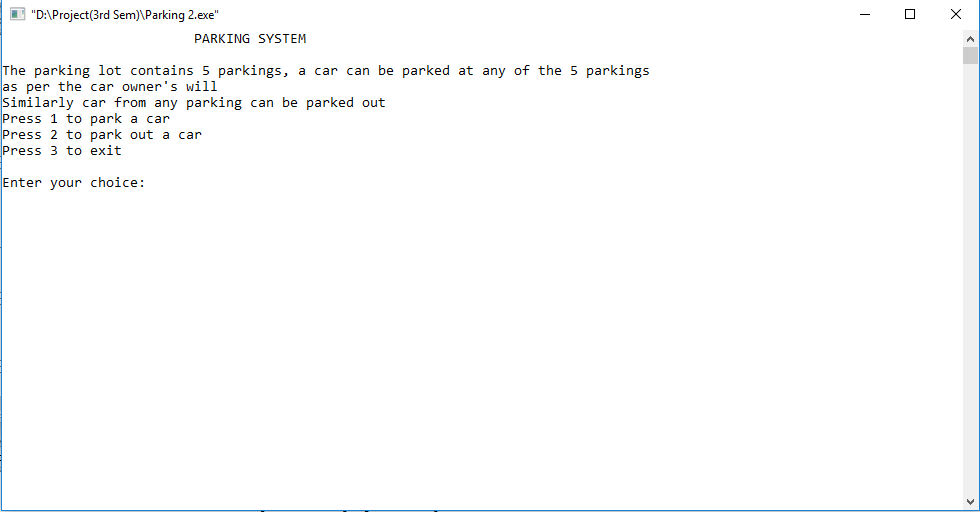 "D:\Project(3rd Sem)\Parking 2.exe"
PARKING SYSTEM
The parking lot contains 5 parkings, a car can be parked at any of the 5 parkings
as per the car owner's will
Similarly car from any parking can be parked out
Press 1 to park a car
Press 2 to park out a car
Press 3 to exit
Enter your choice: